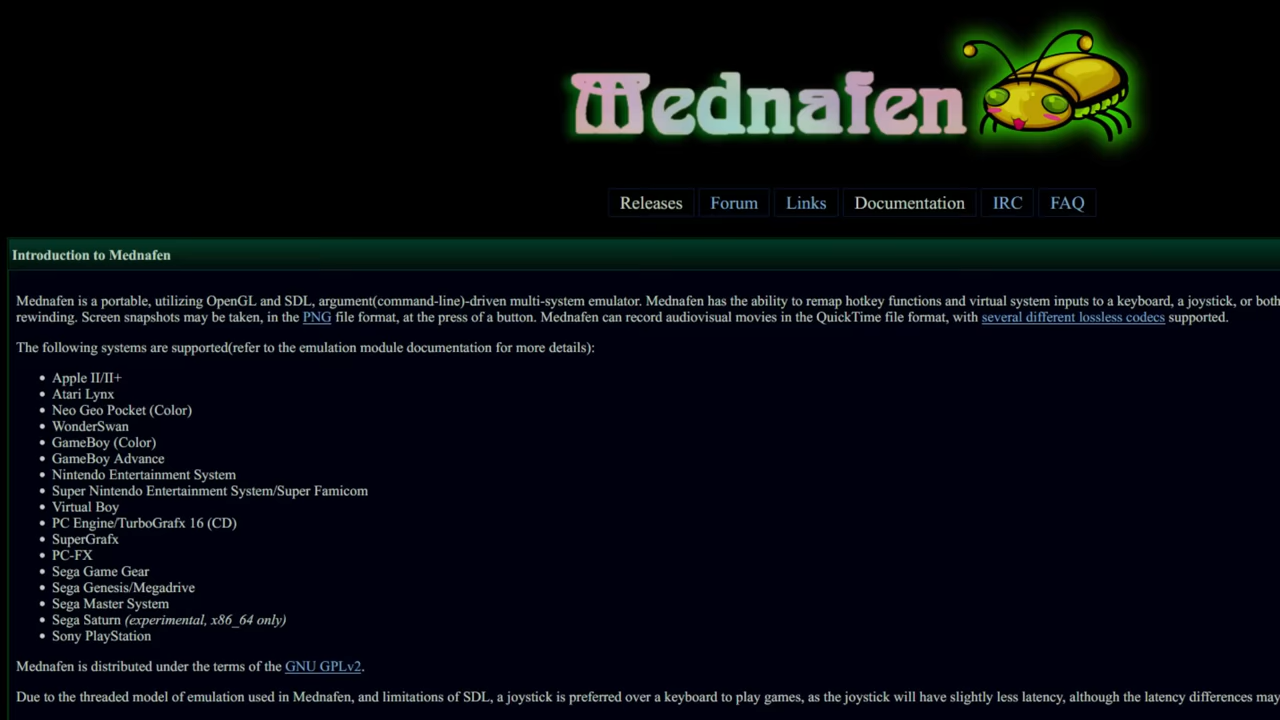 Mednafen
Releases Forum Links Documentation IRC FAQ
Introduction to Mednafen
Mednafen is a portable, utilizing OpenGL and SDL, argument(command-line)-driven multi-system emulator. Mednafen has the ability to remap hotkey functions and virtual system inputs to a keyboard, a joystick, or both
rewinding. Screen snapshots may be taken, in the PNG file format, at the press of a button. Mednafen can record audiovisual movies in the QuickTime file format, with several different lossless codecs supported.
The following systems are supported(refer to the emulation module documentation for more details):
• Apple II/II+
• Atari Lynx
• Neo Geo Pocket (Color)
• WonderSwan
• GameBoy (Color)
• GameBoy Advance
• Nintendo Entertainment System
• Super Nintendo Entertainment System/Super Famicom
• Virtual Boy
• PC Engine/TurboGrafx 16 (CD)
• SuperGrafx
• PC-FX
• Sega Game Gear
• Sega Genesis/Megadrive
• Sega Master System
• Sega Saturn (experimental, x86_64 only)
• Sony PlayStation
Mednafen is distributed under the terms of the GNU GPLv2.
Due to the threaded model of emulation used in Mednafen, and limitations of SDL, a joystick is preferred over a keyboard to play games, as the joystick will have slightly less latency, although the latency differences may